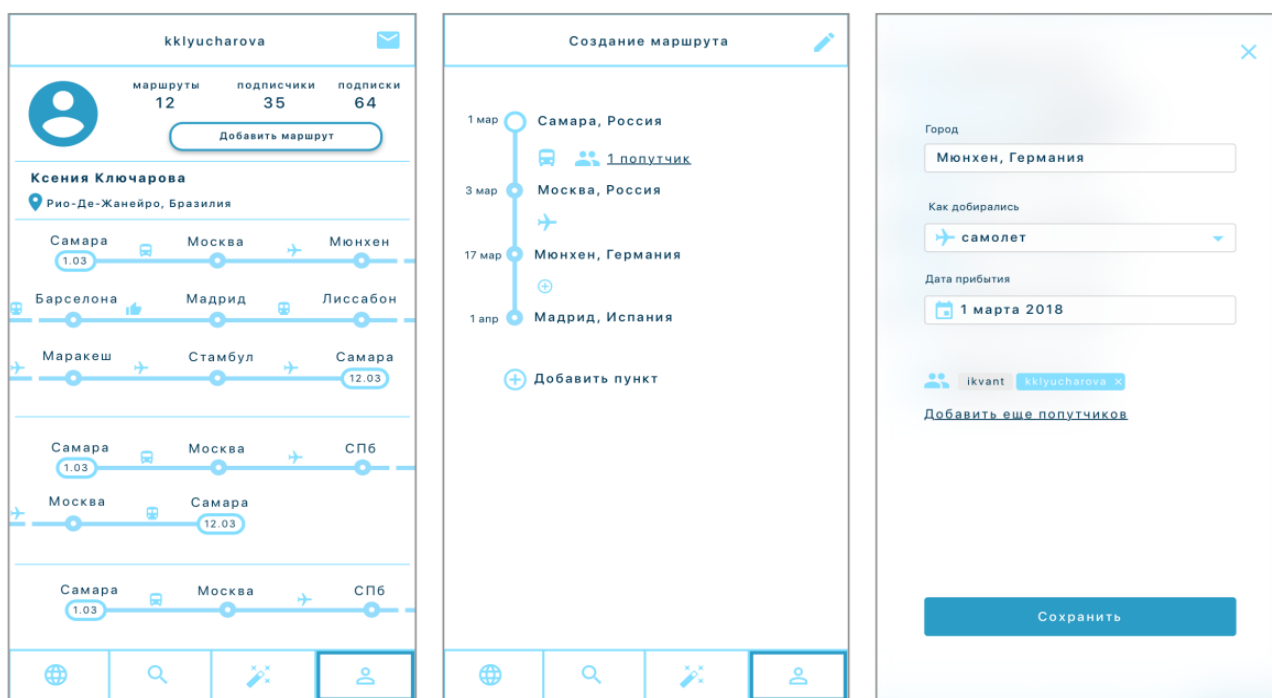 kklyucharova
маршруты подписчики подписки
12 35 64
Добавить маршрут
Ксения Ключарова
Рио-Де-Жанейро, Бразилия
Самара Москва Мюнхен
1.03
Барселона Мадрид Лиссабон
Маракеш Стамбул Самара
12.03
Самара Москва СПб
1.03
Москва Самара
12.03
Самара Москва СПб
1.03
Создание маршрута
1 мар Самара, Россия
1 попутчик
3 мар Москва, Россия
17 мар Мюнхен, Германия
1 апр Мадрид, Испания
Добавить пункт
Город
Мюнхен, Германия
Как добирались
самолет
Дата прибытия
1 марта 2018
ikvant kklyucharova ×
Добавить еще попутчиков
Сохранить